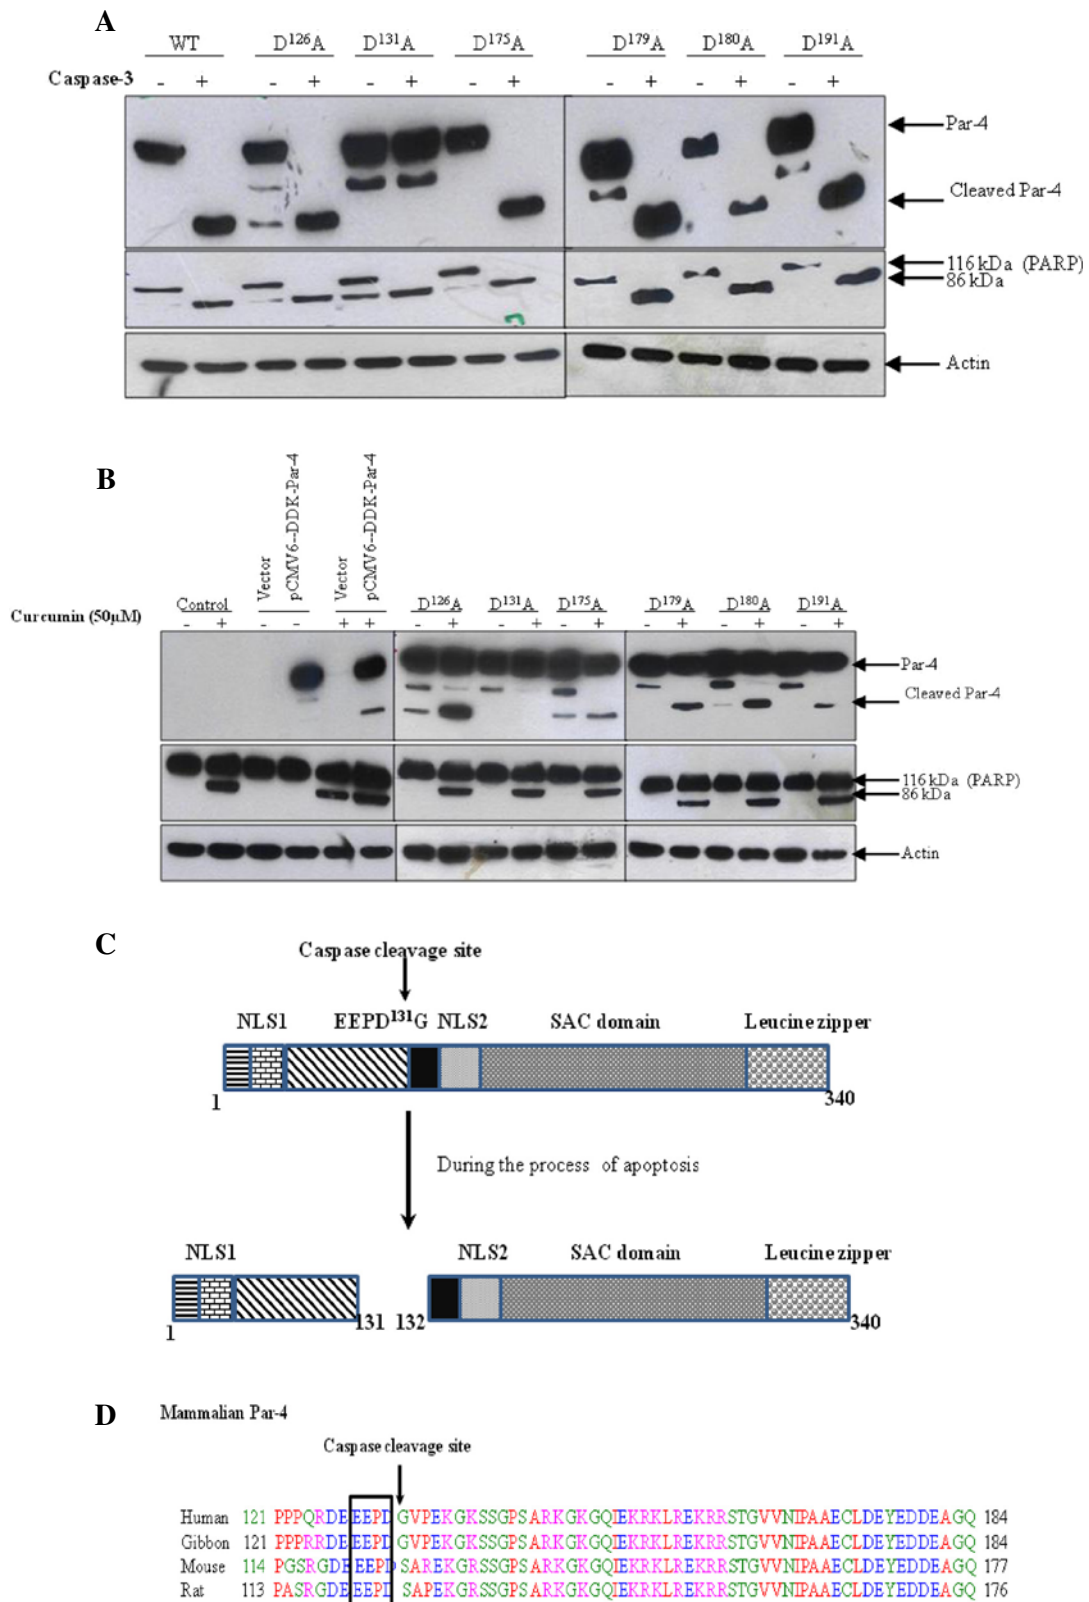 A
WT D126A D131A D175A D179A D180A D191A
Caspase-3 - + - + - + - + - + - + - +
Par-4
Cleaved Par-4
116 kDa (PARP)
86 kDa
Actin
B
Control Vector pCMV6--DDK-Par-4 Vector pCMV6--DDK-Par-4 D126A D131A D175A D179A D180A D191A
Curcumin (50µM) - + - - + + - + - + - + - + - + - +
Par-4
Cleaved Par-4
116 kDa (PARP)
86 kDa
Actin
C
Caspase cleavage site
NLS1 EEPD131G NLS2 SAC domain Leucine zipper
1 340
During the process of apoptosis
NLS1 NLS2 SAC domain Leucine zipper
1 131 132 340
D Mammalian Par-4
Caspase cleavage site
Human 121 PPPQRDEEEPDGVPEKGKSSGPSARKGKGQIEKRKLREKRRSTGVVNIPAAECLDEYEDDEAGQ 184
Gibbon 121 PPPRRDEEEPDGVPEKGKSSGPSARKGKGQIEKRKLREKRRSTGVVNIPAAECLDEYEDDEAGQ 184
Mouse 114 PGSRGDEEEPDSAREKGRSSGPSARKGKGQIEKRKLREKRRSTGVVNIPAAECLDEYEDDEAGQ 177
Rat 113 PASRGDEEEPDSAPEKGRSSGPSARKGKGQIEKRKLREKRRSTGVVNIPAAECLDEYEDDEAGQ 176